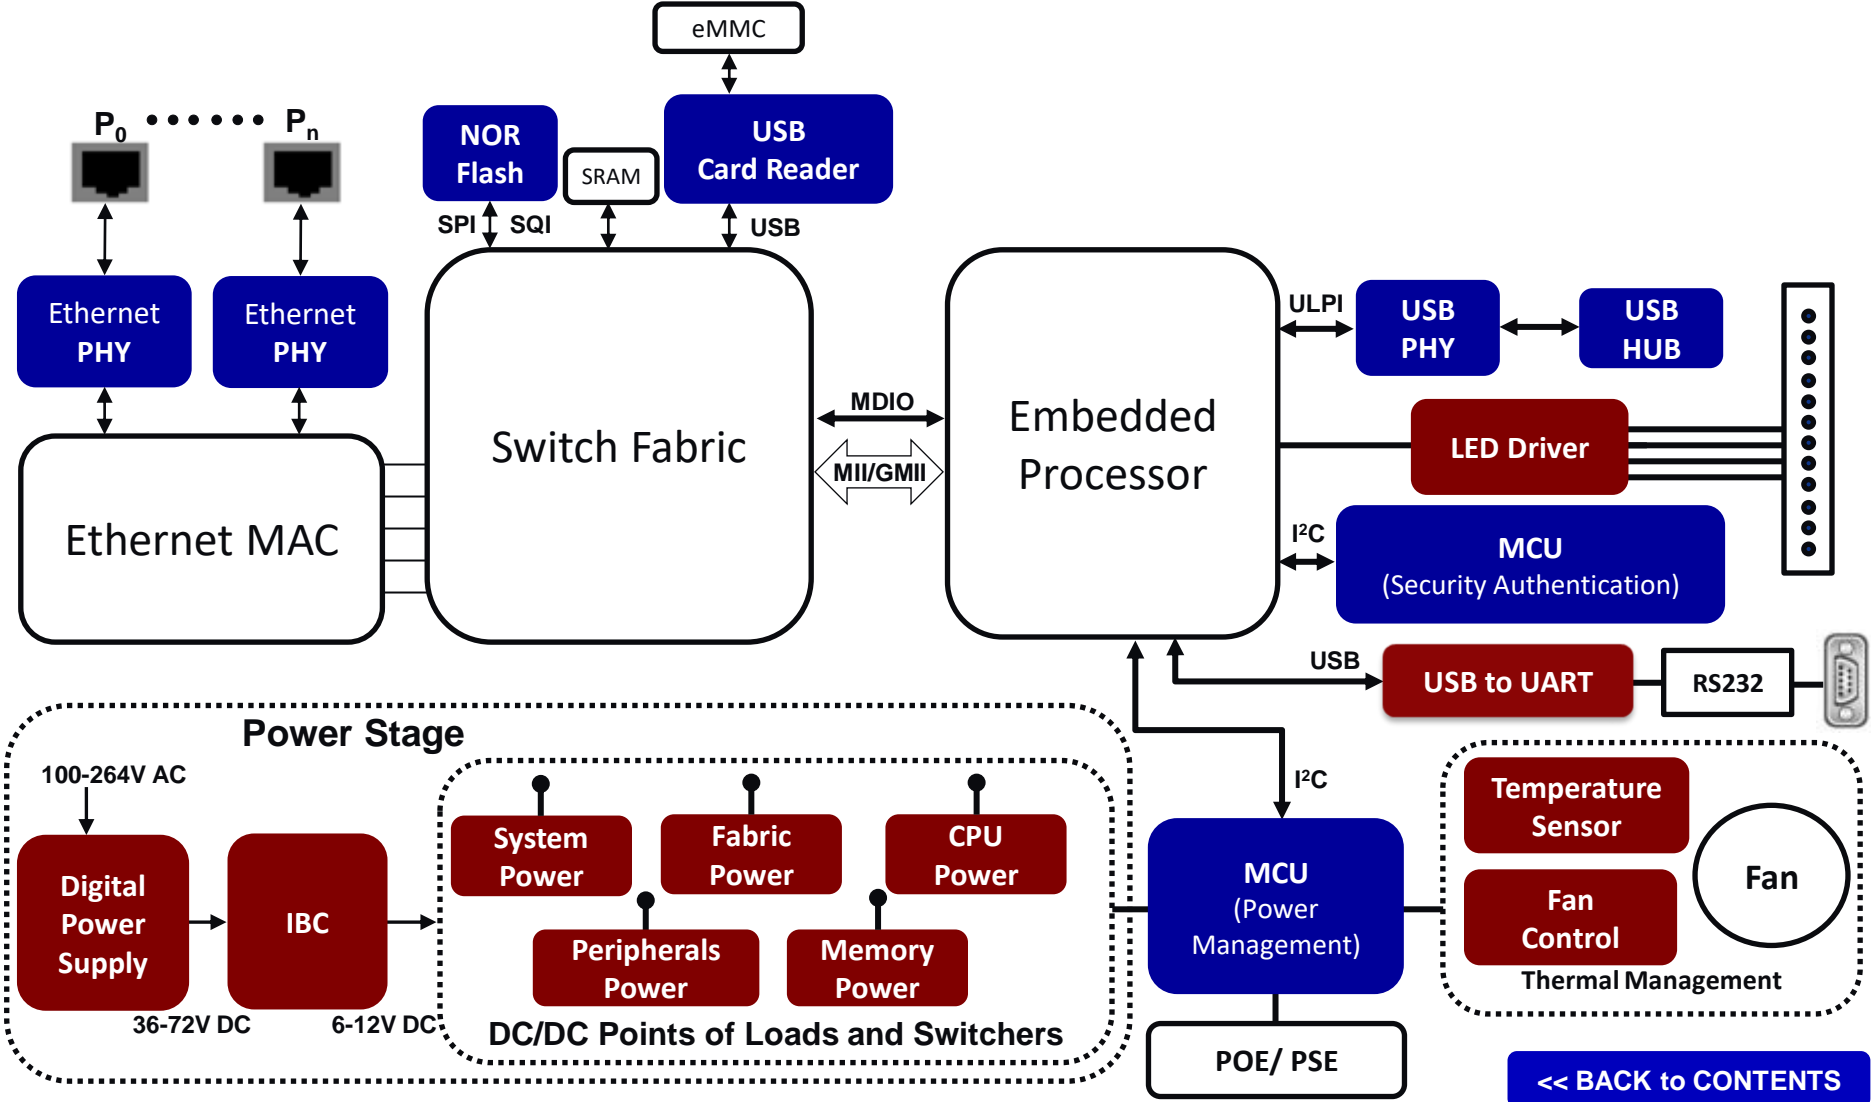 eMMC
P0 •••••• Pn
NOR
Flash
SRAM
USB
Card Reader
SPI
SQI
USB
Ethernet
PHY
Ethernet
PHY
Ethernet MAC
Switch Fabric
MDIO
MII/GMII
Embedded
Processor
ULPI
USB
PHY
USB
HUB
LED Driver
I²C
MCU
(Security Authentication)
USB
USB to UART
RS232
I²C
Power Stage
100-264V AC
Digital
Power
Supply
36-72V DC
IBC
6-12V DC
System
Power
Fabric
Power
CPU
Power
Peripherals
Power
Memory
Power
DC/DC Points of Loads and Switchers
MCU
(Power
Management)
POE/ PSE
Temperature
Sensor
Fan
Control
Fan
Thermal Management
<< BACK to CONTENTS